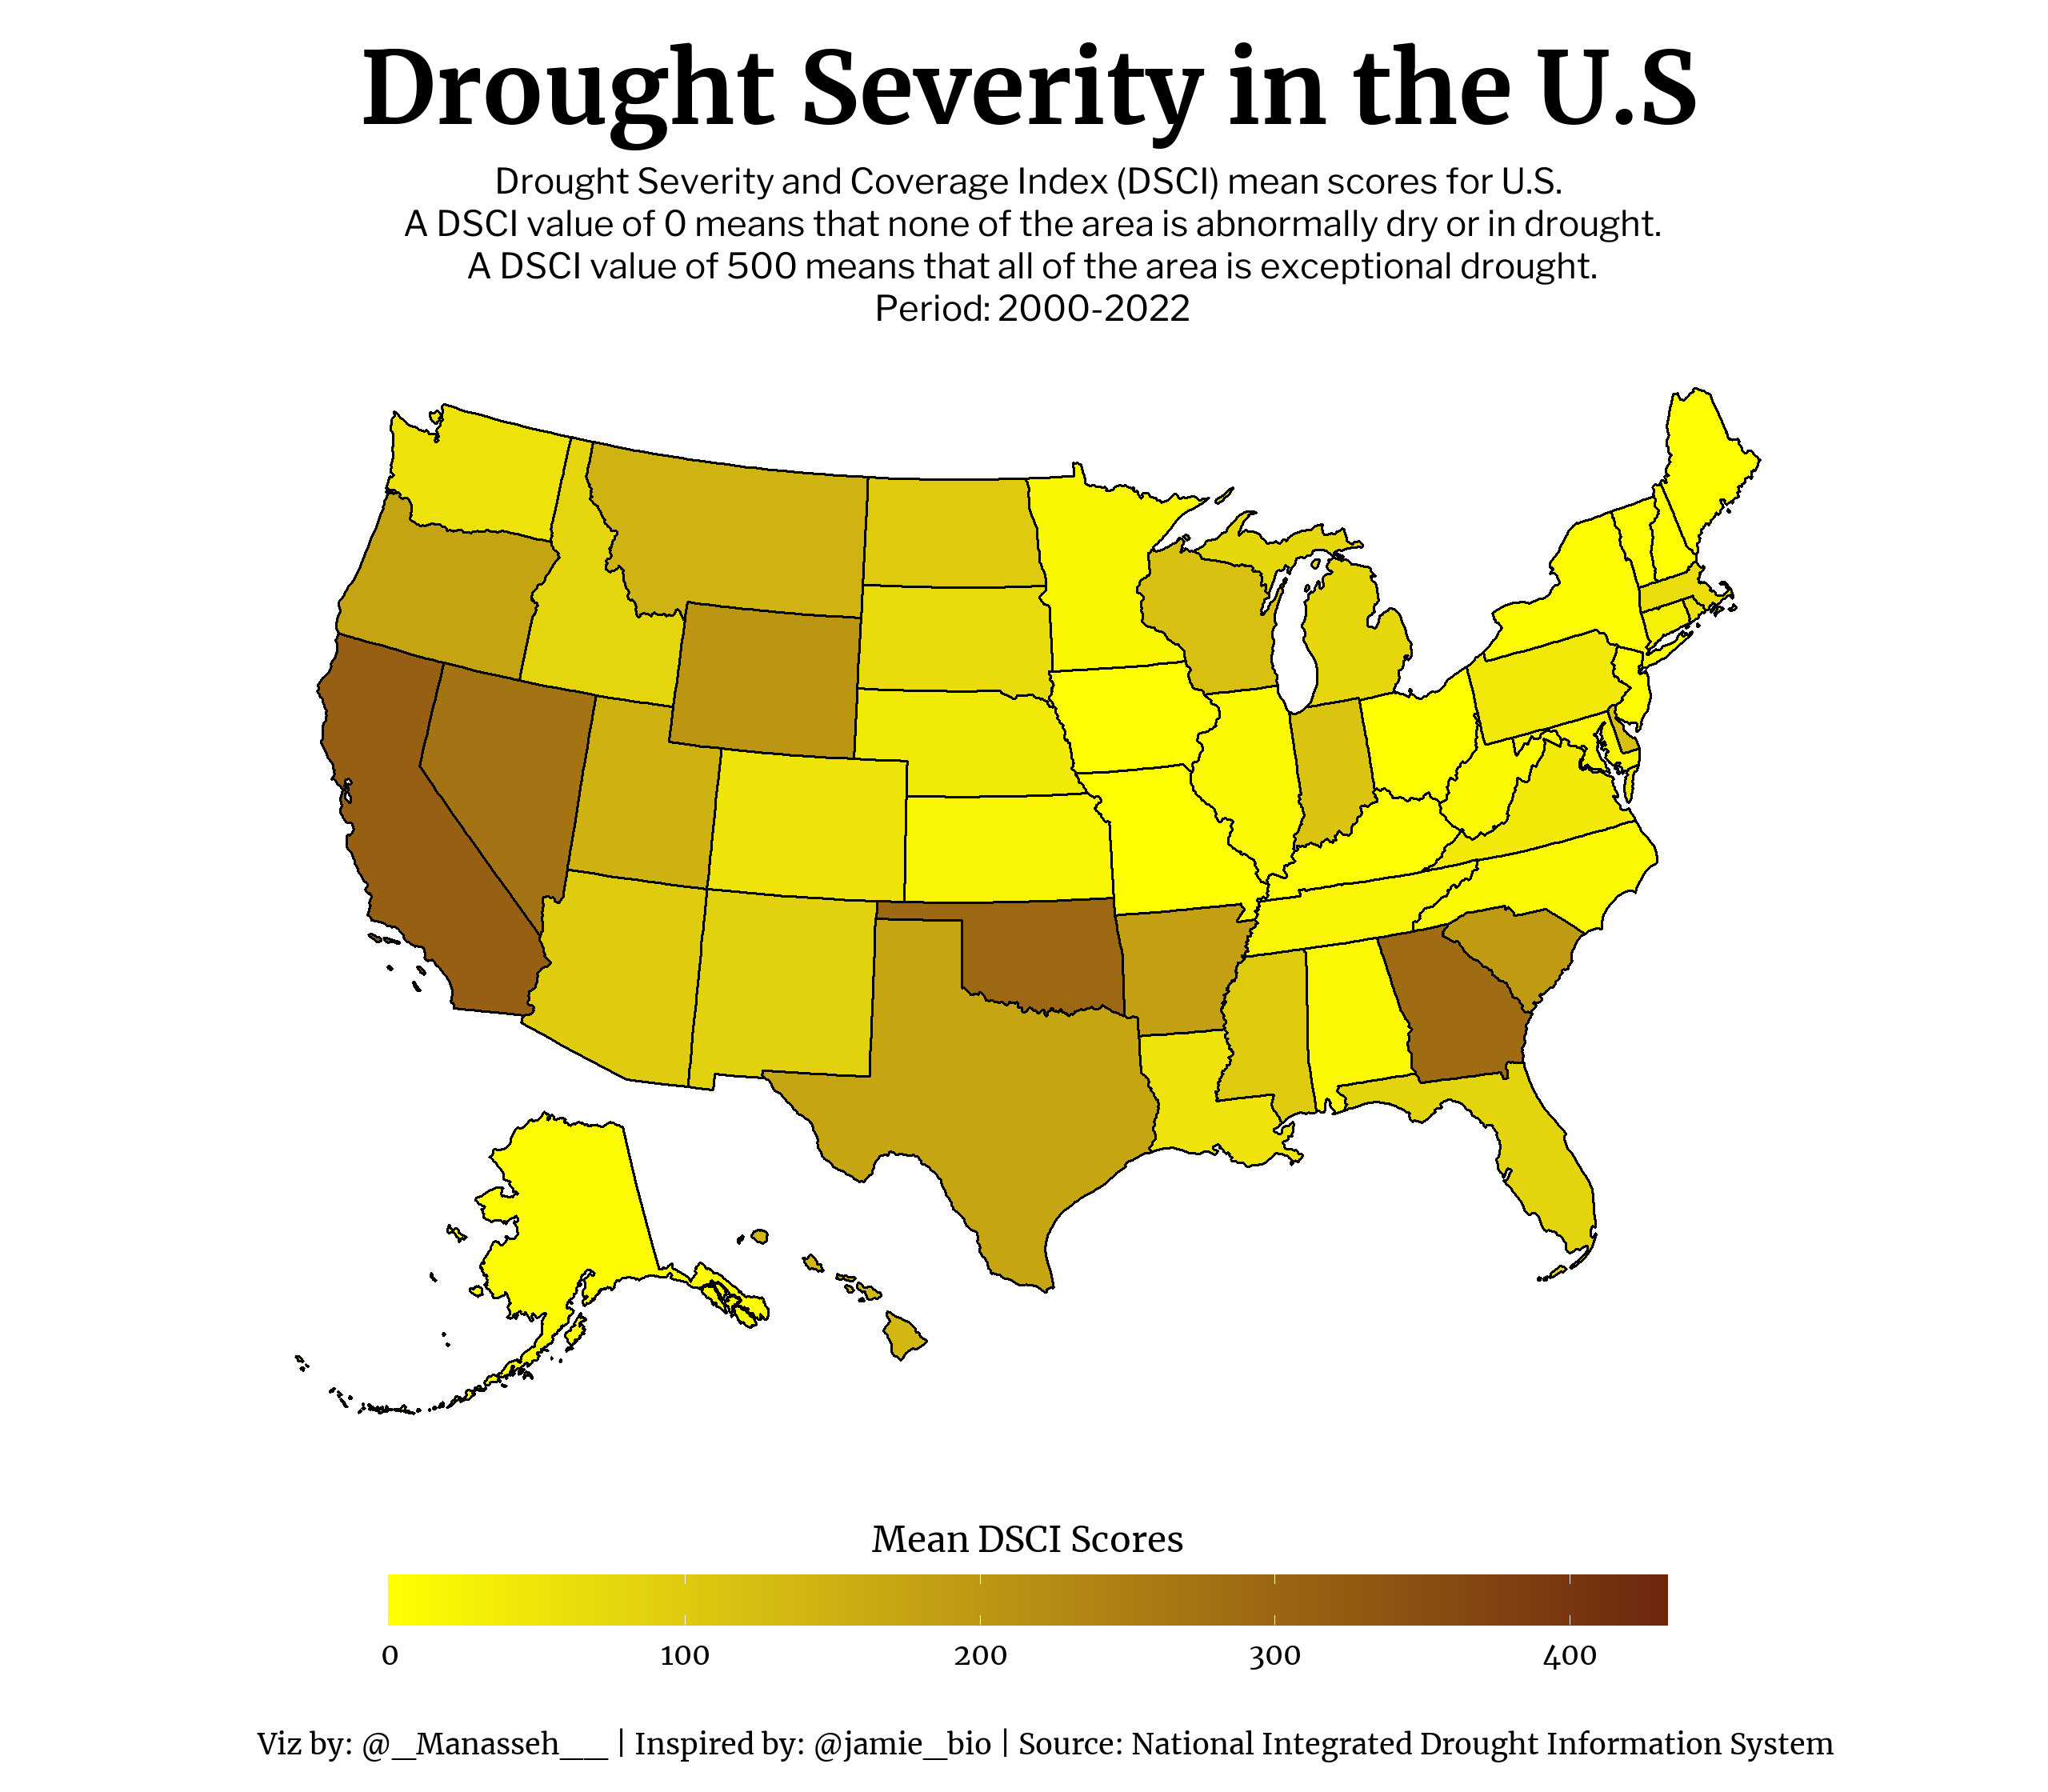 Drought Severity in the U.S
Drought Severity and Coverage Index (DSCI) mean scores for U.S.
A DSCI value of 0 means that none of the area is abnormally dry or in drought.
A DSCI value of 500 means that all of the area is exceptional drought.
Period: 2000-2022
Mean DSCI Scores
0 100 200 300 400
Viz by: @_Manasseh__ | Inspired by: @jamie_bio | Source: National Integrated Drought Information System